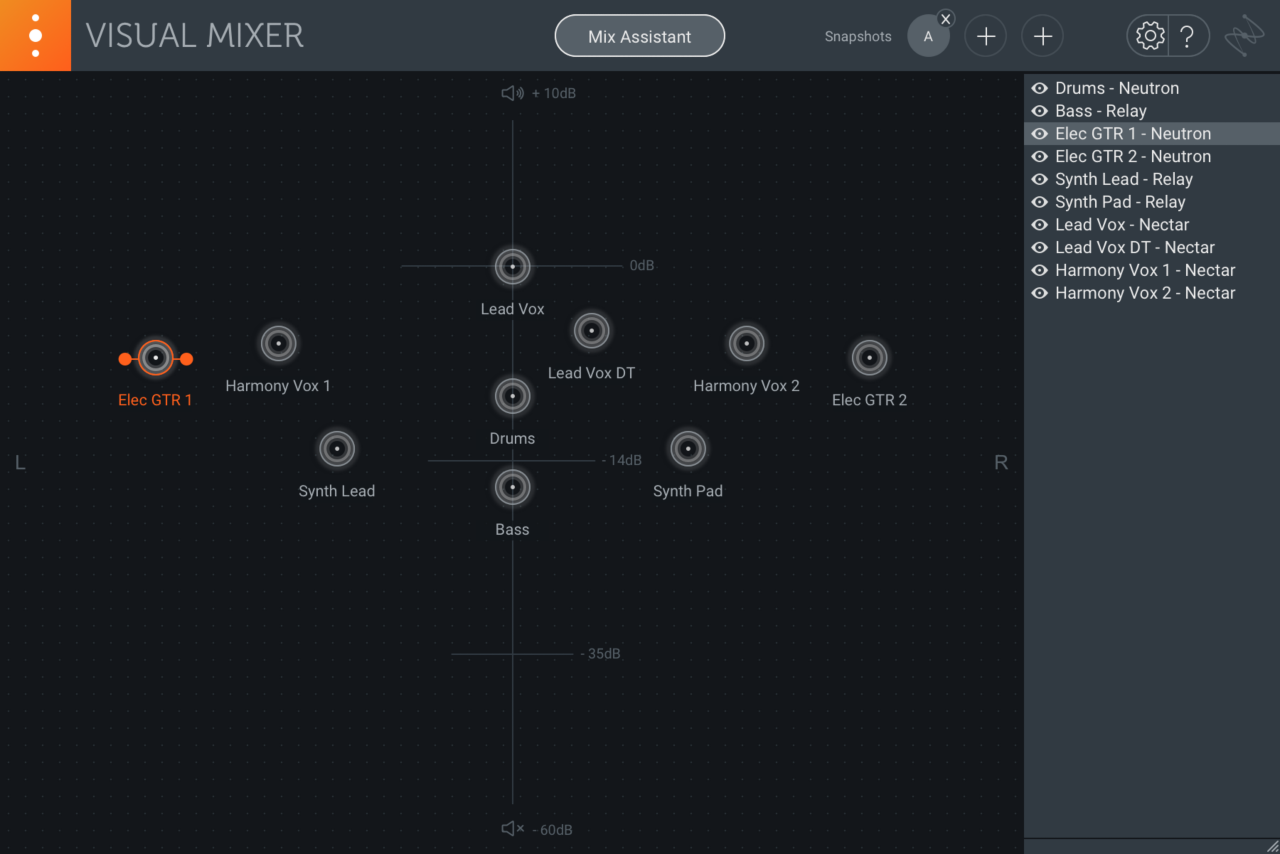 VISUAL MIXER
Mix Assistant
Snapshots
A
X
+
+
?
+ 10dB
0dB
Lead Vox
Lead Vox DT
Harmony Vox 1
Harmony Vox 2
Elec GTR 1
Elec GTR 2
Drums
L
- 14dB
R
Synth Lead
Synth Pad
Bass
- 35dB
- 60dB
Drums - Neutron
Bass - Relay
Elec GTR 1 - Neutron
Elec GTR 2 - Neutron
Synth Lead - Relay
Synth Pad - Relay
Lead Vox - Nectar
Lead Vox DT - Nectar
Harmony Vox 1 - Nectar
Harmony Vox 2 - Nectar